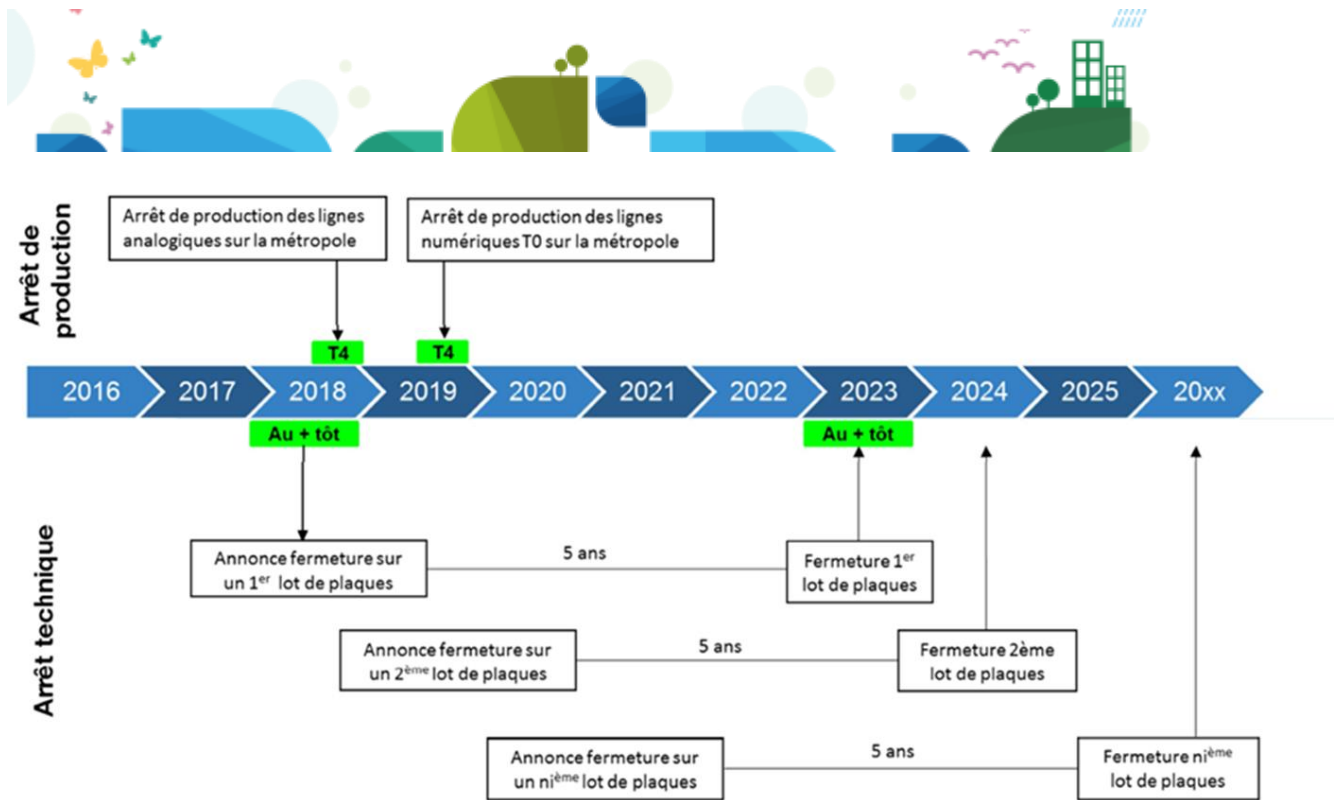 Arrêt de
production
Arrêt de production des lignes
analogiques sur la métropole
Arrêt de production des lignes
numériques T0 sur la métropole
T4
T4
2016
2017
2018
2019
2020
2021
2022
2023
2024
2025
20xx
Au + tôt
Au + tôt
Arrêt technique
Annonce fermeture sur
un 1er lot de plaques
5 ans
Fermeture 1er
lot de plaques
Annonce fermeture sur
un 2ème lot de plaques
5 ans
Fermeture 2ème
lot de plaques
Annonce fermeture sur
un nième lot de plaques
5 ans
Fermeture nième
lot de plaques